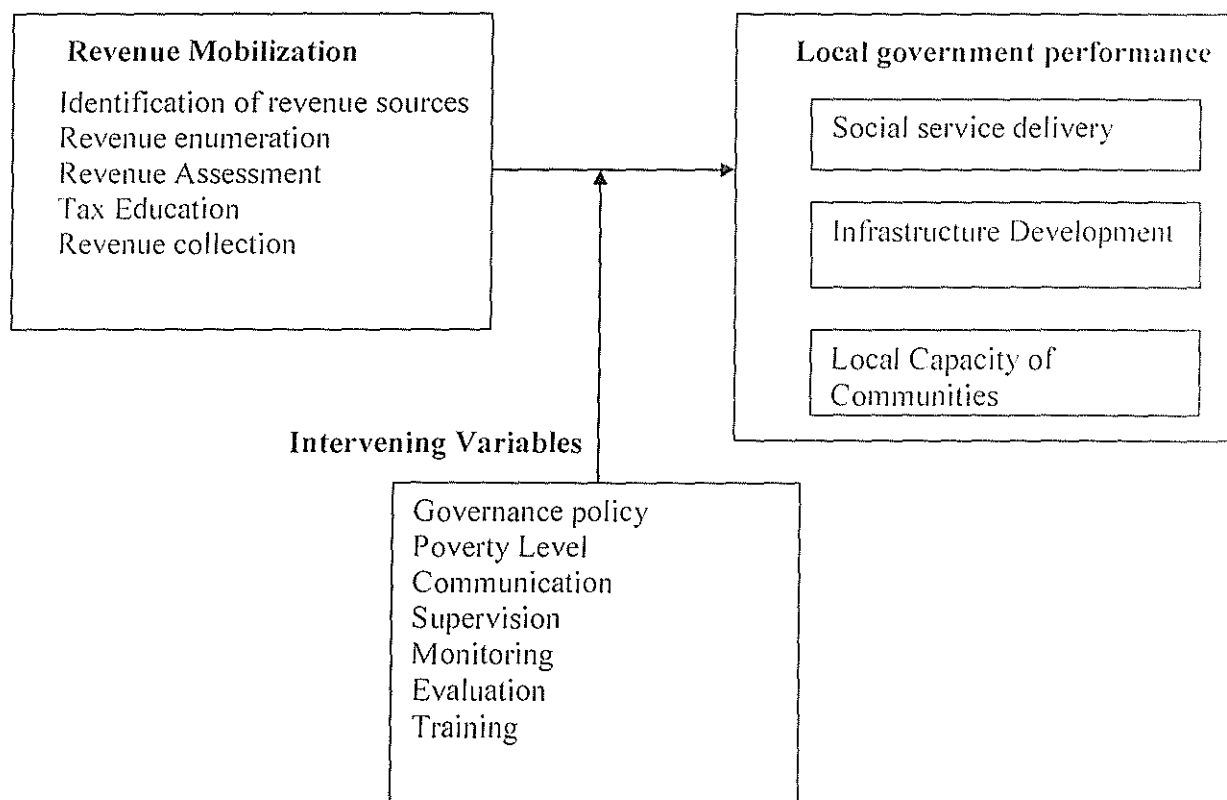 Revenue Mobilization
Identification of revenue sources
Revenue enumeration
Revenue Assessment
Tax Education
Revenue collection
Local government performance
Social service delivery
Infrastructure Development
Local Capacity of
Communities
Intervening Variables
Governance policy
Poverty Level
Communication
Supervision
Monitoring
Evaluation
Training